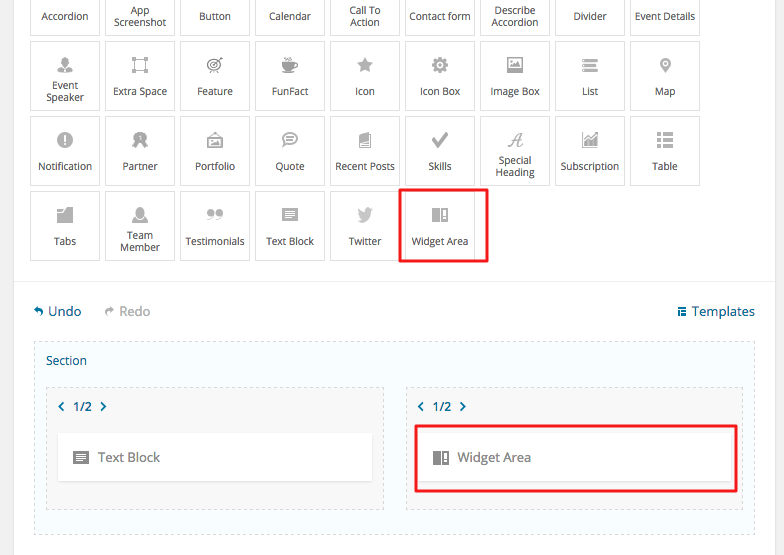 Accordion
App
Screenshot
Button
Calendar
Call To
Action
Contact form
Describe
Accordion
Divider
Event Details
Event
Speaker
Extra Space
Feature
FunFact
Icon
Icon Box
Image Box
List
Map
Notification
Partner
Portfolio
Quote
Recent Posts
Skills
Special
Heading
Subscription
Table
Tabs
Team
Member
Testimonials
Text Block
Twitter
Widget Area
Undo
Redo
Templates
Section
1/2
1/2
Text Block
Widget Area